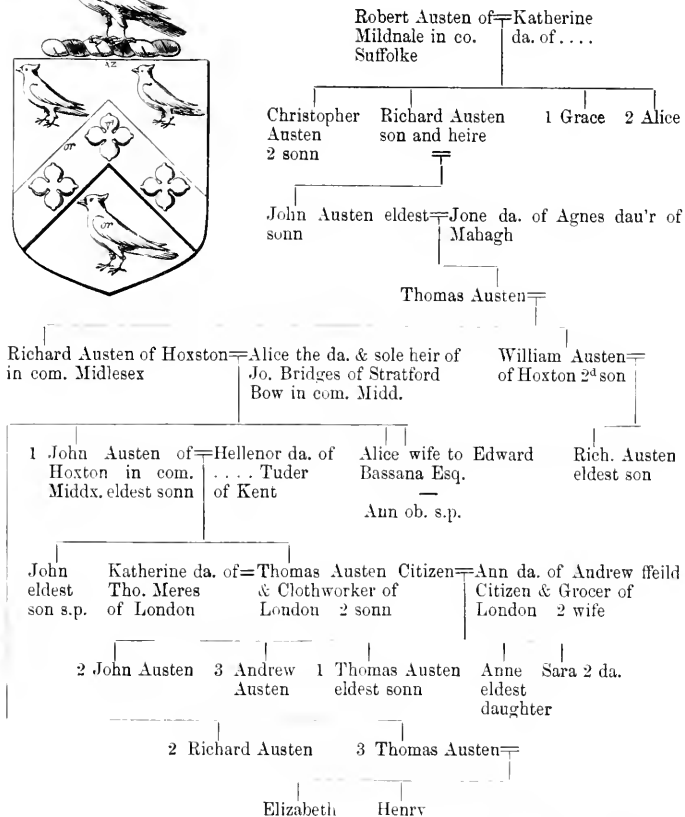 AZ
or
or
Robert Austen of Katherine
Mildnale in co. da. of . . . .
Suffolke
Christopher Richard Austen 1 Grace 2 Alice
Austen son and heire
2 sonn
John Austen eldest Jone da. of Agnes dau'r of
sonn Mahagh
Thomas Austen
Richard Austen of Hoxston Alice the da. & sole heir of William Austen
in com. Midlesex Jo. Bridges of Stratford of Hoxton 2d son
Bow in com. Midd.
1 John Austen of Hellenor da. of Alice wife to Edward Rich. Austen
Hoxton in com. . . . . Tuder Bassana Esq. eldest son
Middx. eldest sonn of Kent
Ann ob. s.p.
John Katherine da. of = Thomas Austen Citizen Ann da. of Andrew ffeild
eldest Tho. Meres & Clothworker of Citizen & Grocer of
son s.p. of London London 2 sonn London 2 wife
2 John Austen 3 Andrew 1 Thomas Austen Anne Sara 2 da.
Austen eldest sonn eldest
daughter
2 Richard Austen 3 Thomas Austen
Elizabeth Henry